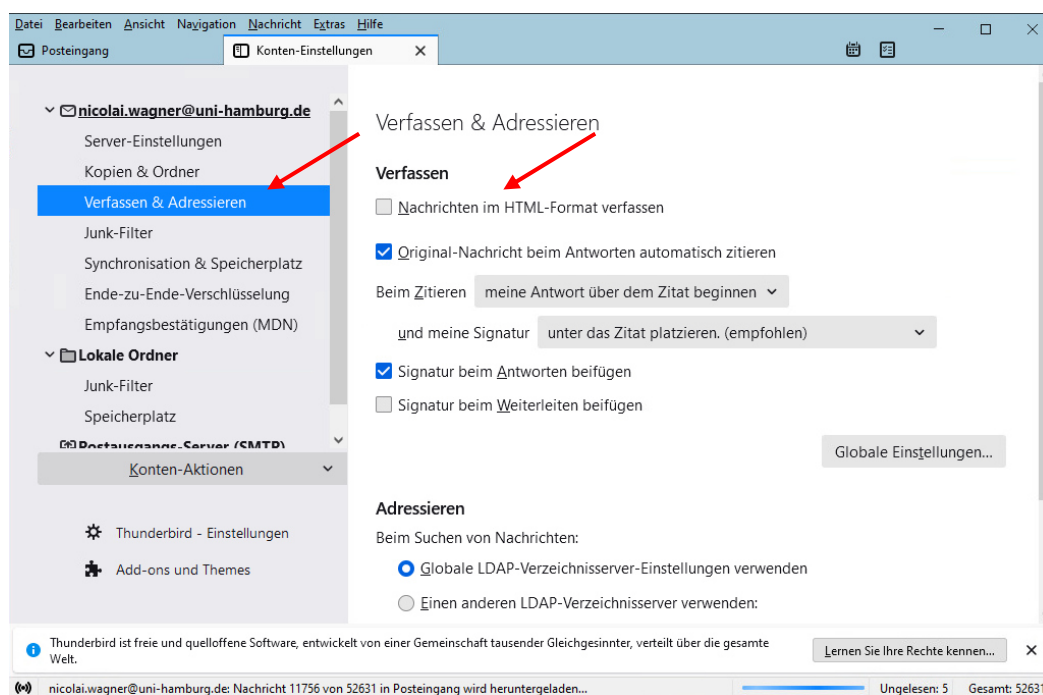 Datei Bearbeiten Ansicht Navigation Nachricht Extras Hilfe
Posteingang
Konten-Einstellungen
nicolai.wagner@uni-hamburg.de
Server-Einstellungen
Kopien & Ordner
Verfassen & Adressieren
Junk-Filter
Synchronisation & Speicherplatz
Ende-zu-Ende-Verschlüsselung
Empfangsbestätigungen (MDN)
Lokale Ordner
Junk-Filter
Speicherplatz
Postausgangs-Server (SMTP)
Konten-Aktionen
Thunderbird - Einstellungen
Add-ons und Themes
Verfassen & Adressieren
Verfassen
Nachrichten im HTML-Format verfassen
Original-Nachricht beim Antworten automatisch zitieren
Beim Zitieren meine Antwort über dem Zitat beginnen
und meine Signatur unter das Zitat platzieren. (empfohlen)
Signatur beim Antworten beifügen
Signatur beim Weiterleiten beifügen
Globale Einstellungen...
Adressieren
Beim Suchen von Nachrichten:
Globale LDAP-Verzeichnisserver-Einstellungen verwenden
Einen anderen LDAP-Verzeichnisserver verwenden:
Thunderbird ist freie und quelloffene Software, entwickelt von einer Gemeinschaft tausender Gleichgesinnter, verteilt über die gesamte
Welt.
Lernen Sie Ihre Rechte kennen...
nicolai.wagner@uni-hamburg.de: Nachricht 11756 von 52631 in Posteingang wird heruntergeladen...
Ungelesen: 5 Gesamt: 52631